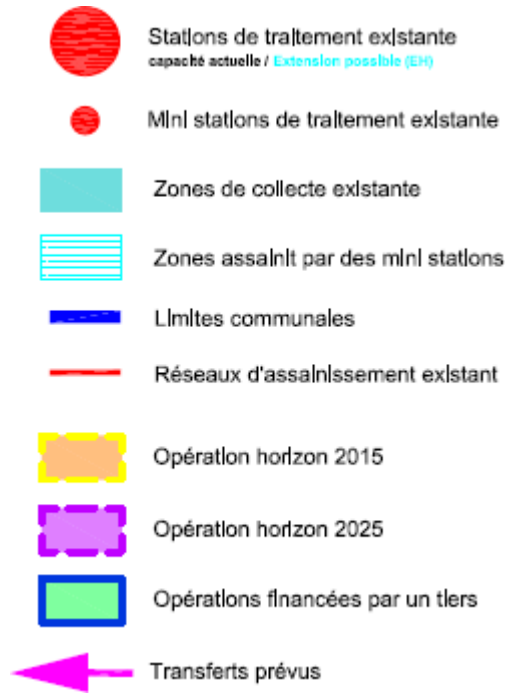 Stations de traitement existante
capacité actuelle / Extension possible (EH)
Mini stations de traitement existante
Zones de collecte existante
Zones assainit par des mini stations
Limites communales
Réseaux d'assainissement existant
Opération horizon 2015
Opération horizon 2025
Opérations financées par un tiers
Transferts prévus